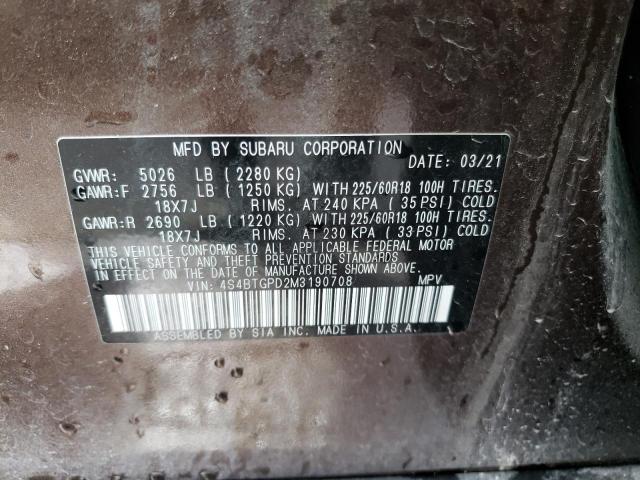 MFD BY SUBARU CORPORATION
DATE: 03/21
GVWR: 5026 LB ( 2280 KG)
GAWR:F 2756 LB ( 1250 KG) WITH 225/60R18 100H TIRES.
18X7J RIMS. AT 240 KPA ( 35 PSI) COLD
GAWR:R 2690 LB ( 1220 KG) WITH 225/60R18 100H TIRES.
18X7J RIMS. AT 230 KPA ( 33 PSI) COLD
THIS VEHICLE CONFORMS TO ALL APPLICABLE FEDERAL MOTOR
VEHICLE SAFETY AND THEFT PREVENTION STANDARDS
IN EFFECT ON THE DATE OF MANUFACTURE SHOWN ABOVE.
VIN: 4S4BTGPD2M3190708 MPV
ASSEMBLED BY SIA INC. MADE IN U.S.A.